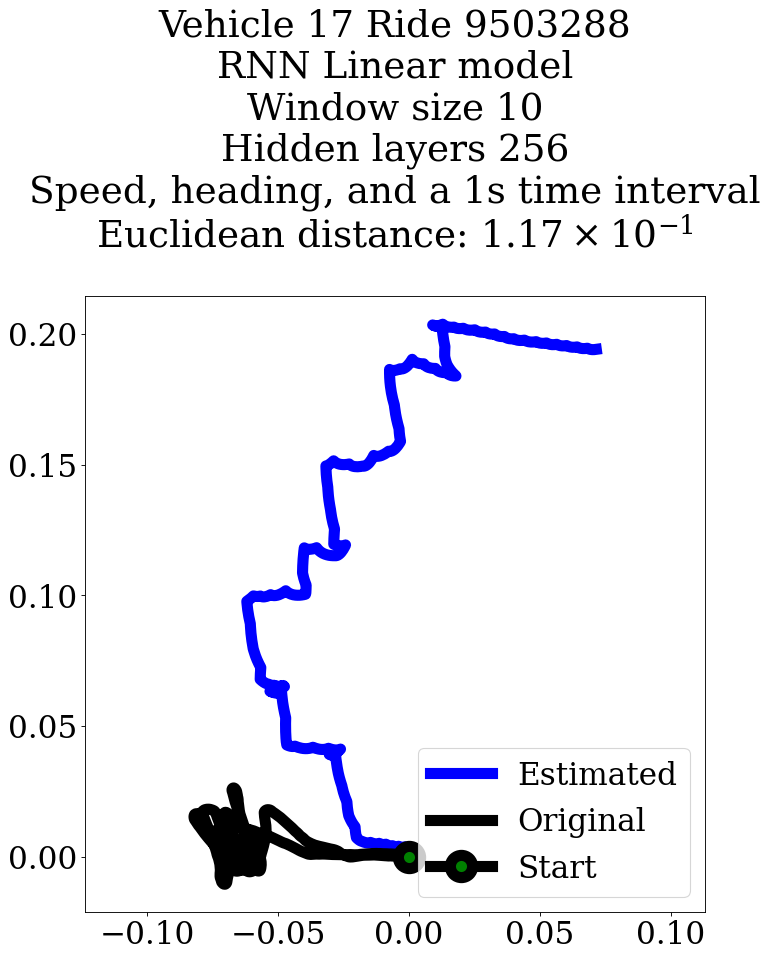 Vehicle 17 Ride 9503288
RNN Linear model
Window size 10
Hidden layers 256
Speed, heading, and a 1s time interval
Euclidean distance: 1.17 × 10⁻¹
0.20
0.15
0.10
0.05
0.00
Estimated
Original
Start
−0.10 −0.05 0.00 0.05 0.10